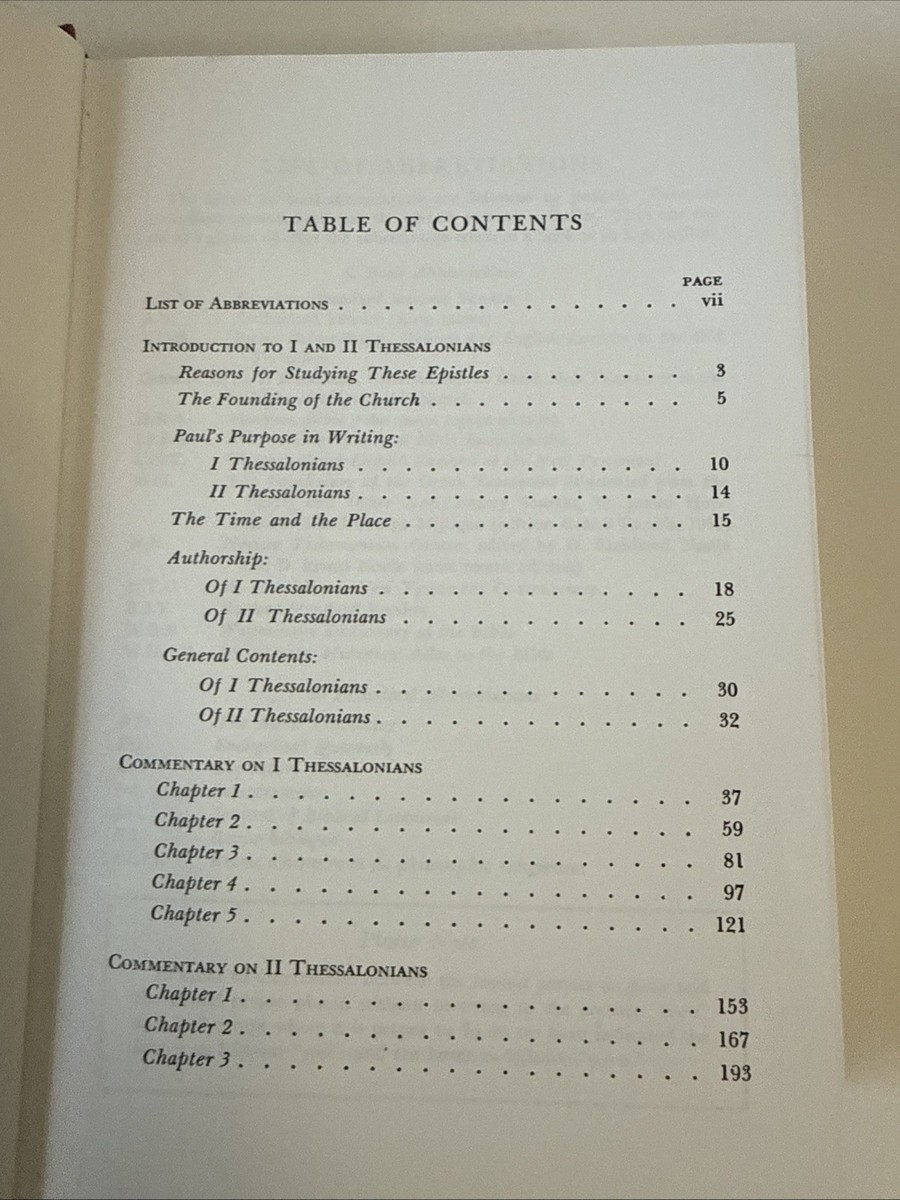 TABLE OF CONTENTS
PAGE
LIST OF ABBREVIATIONS . . . . . . . . . . . . . . . vii
INTRODUCTION TO I AND II THESSALONIANS
Reasons for Studying These Epistles . . . . . . . . 3
The Founding of the Church . . . . . . . . . . . 5
Paul's Purpose in Writing:
I Thessalonians . . . . . . . . . . . . . . 10
II Thessalonians . . . . . . . . . . . . . . 14
The Time and the Place . . . . . . . . . . . . 15
Authorship:
Of I Thessalonians . . . . . . . . . . . . . 18
Of II Thessalonians . . . . . . . . . . . . 25
General Contents:
Of I Thessalonians . . . . . . . . . . . . . 30
Of II Thessalonians . . . . . . . . . . . . . 32
COMMENTARY ON I THESSALONIANS
Chapter 1 . . . . . . . . . . . . . . . . . . 37
Chapter 2 . . . . . . . . . . . . . . . . . . 59
Chapter 3 . . . . . . . . . . . . . . . . . . 81
Chapter 4 . . . . . . . . . . . . . . . . . . 97
Chapter 5 . . . . . . . . . . . . . . . . . . 121
COMMENTARY ON II THESSALONIANS
Chapter 1 . . . . . . . . . . . . . . . . . . 153
Chapter 2 . . . . . . . . . . . . . . . . . . 167
Chapter 3 . . . . . . . . . . . . . . . . . . 193